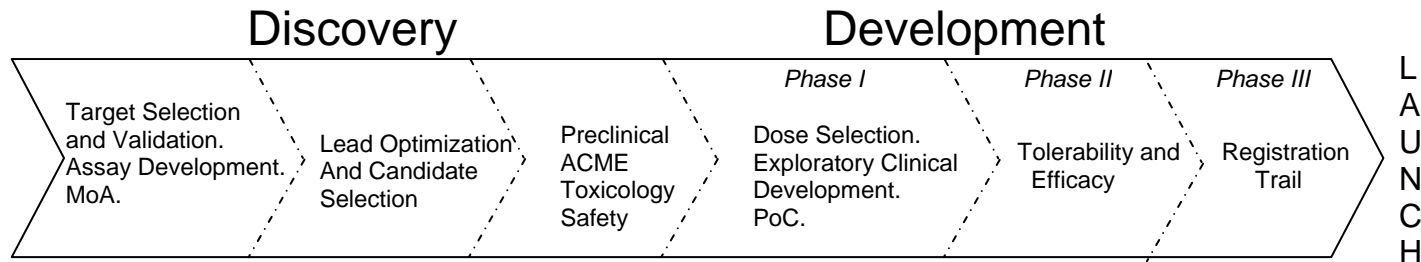 Discovery
Development
Target Selection
and Validation.
Assay Development.
MoA.
Lead Optimization
And Candidate
Selection
Preclinical
ACME
Toxicology
Safety
Phase I
Dose Selection.
Exploratory Clinical
Development.
PoC.
Phase II
Tolerability and
Efficacy
Phase III
Registration
Trail
L
A
U
N
C
H